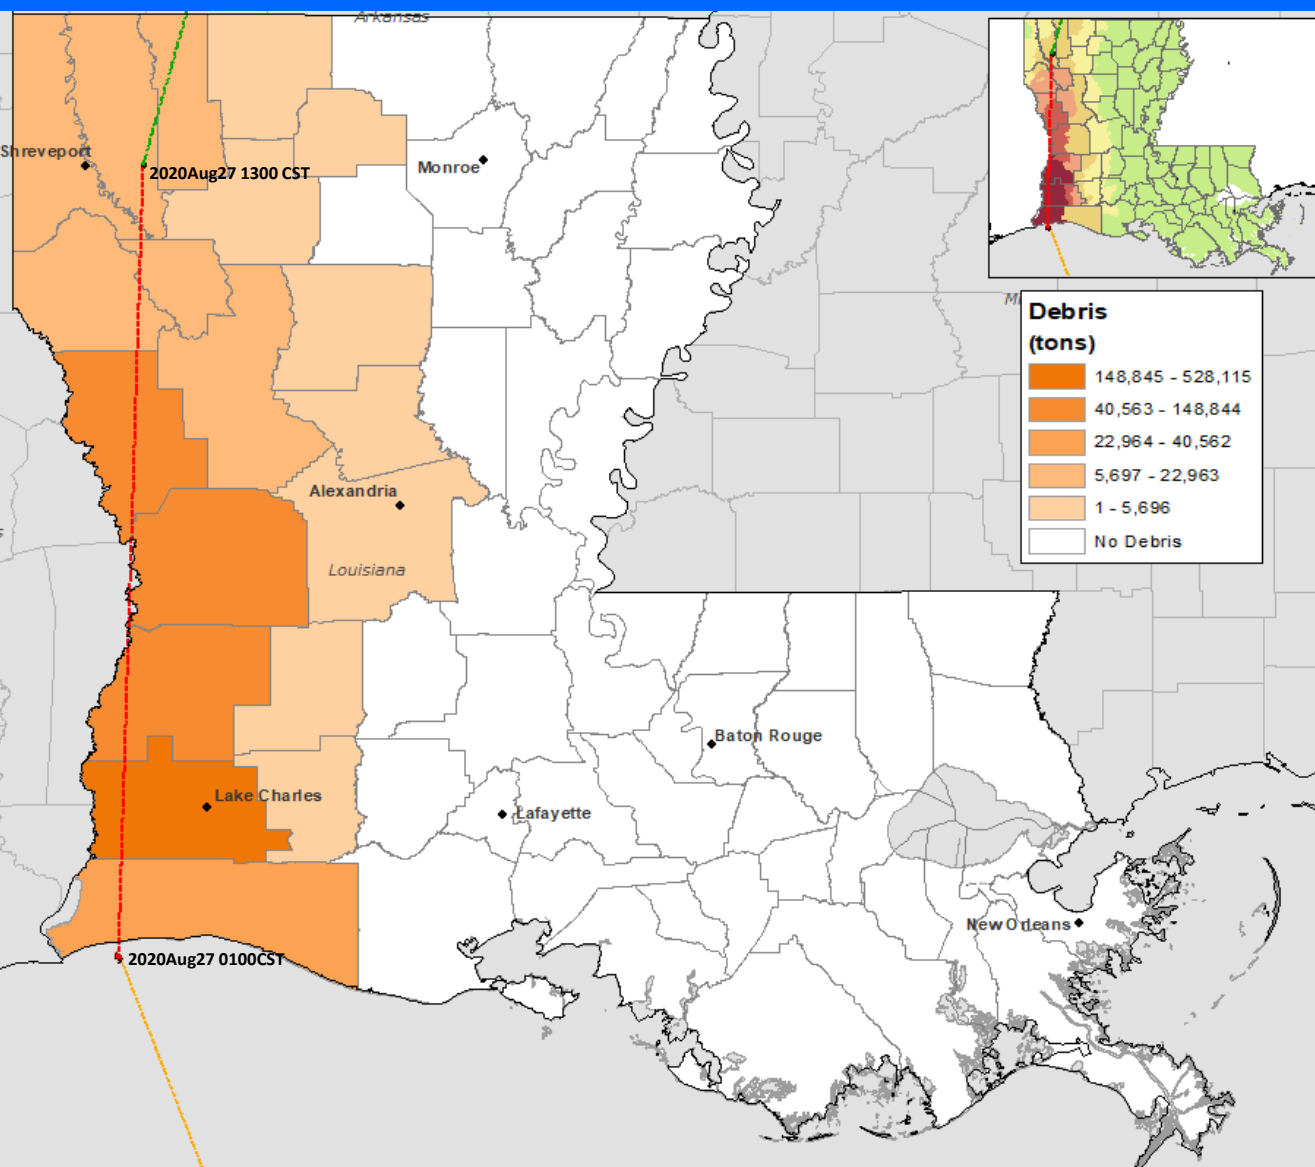 Arkansas
Shreveport
2020Aug27 1300 CST
Monroe
Debris
(tons)
148,845 - 528,115
40,563 - 148,844
22,964 - 40,562
5,697 - 22,963
1 - 5,696
No Debris
Alexandria
Louisiana
Baton Rouge
Lake Charles
Lafayette
New Orleans
2020Aug27 0100CST